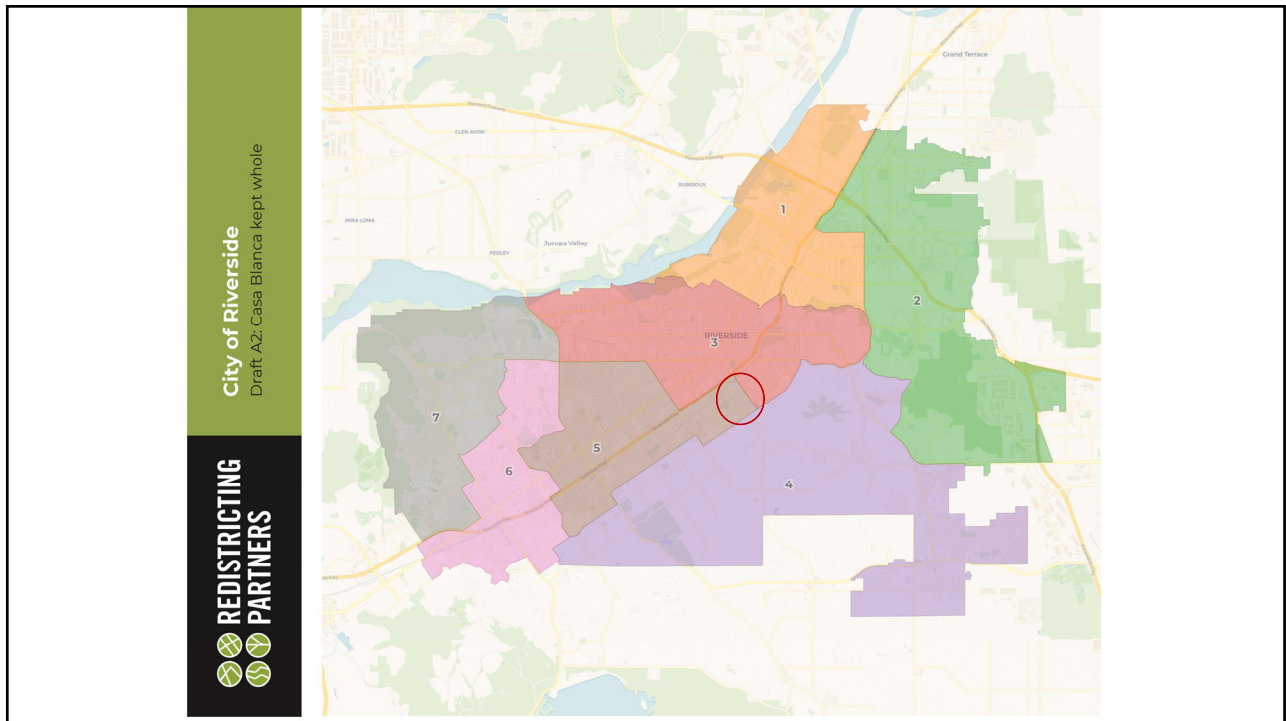 City of Riverside
Draft A2: Casa Blanca kept whole
REDISTRICTING
PARTNERS
Grand Terrace
GLEN AVON
RUBIDOUX
MIRA LOMA
PEDLEY
Jurupa Valley
RIVERSIDE
1
2
3
4
5
6
7